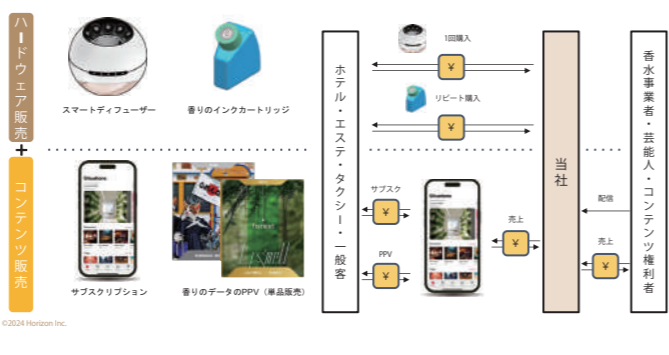 ハードウェア販売
+
コンテンツ販売
スマートディフューザー
香りのインクカートリッジ
サブスクリプション
香りのデータのPPV（単品販売）
ホテル・エステ・タクシー・一般客
1回購入
¥
リピート購入
¥
サブスク
¥
PPV
¥
売上
¥
当社
配信
売上
¥
香水事業者・芸能人・コンテンツ権利者
©2024 Horizon Inc.